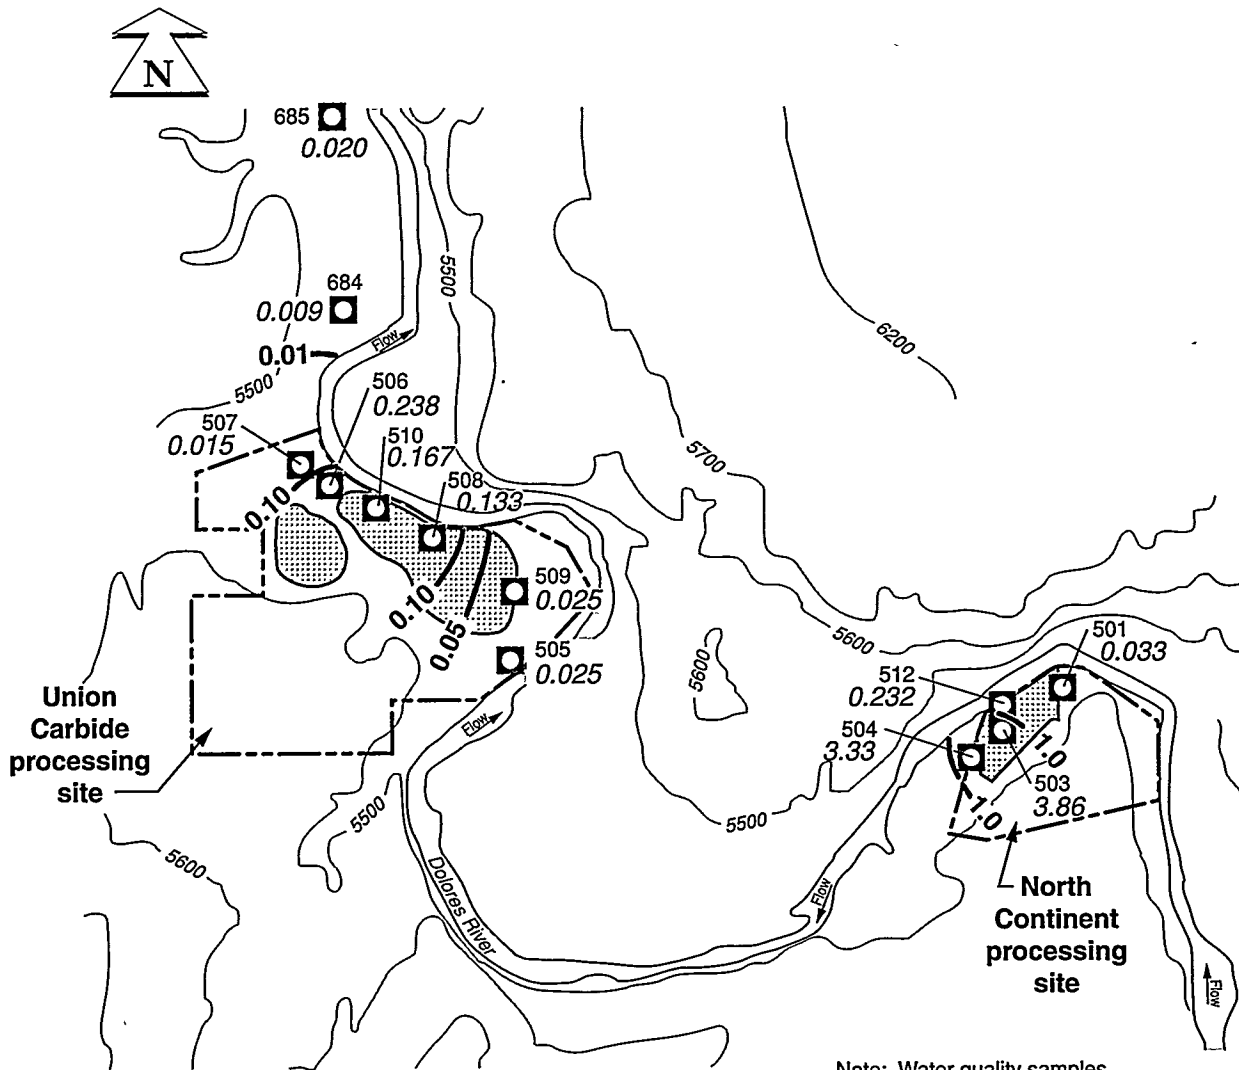 N
685
0.020
684
0.009
5500
Flow
0.01
6200
5500
506
0.238
507
0.015
510
0.167
5700
508
0.133
0.10
509
0.025
0.10
0.05
505
0.025
5600
5600
501
0.033
512
0.232
504
3.33
1.0
503
3.86
1.0
Union
Carbide
processing
site
Flow
5500
5500
5600
Dolores River
Flow
North
Continent
processing
site
Flow
Note: Water quality samples